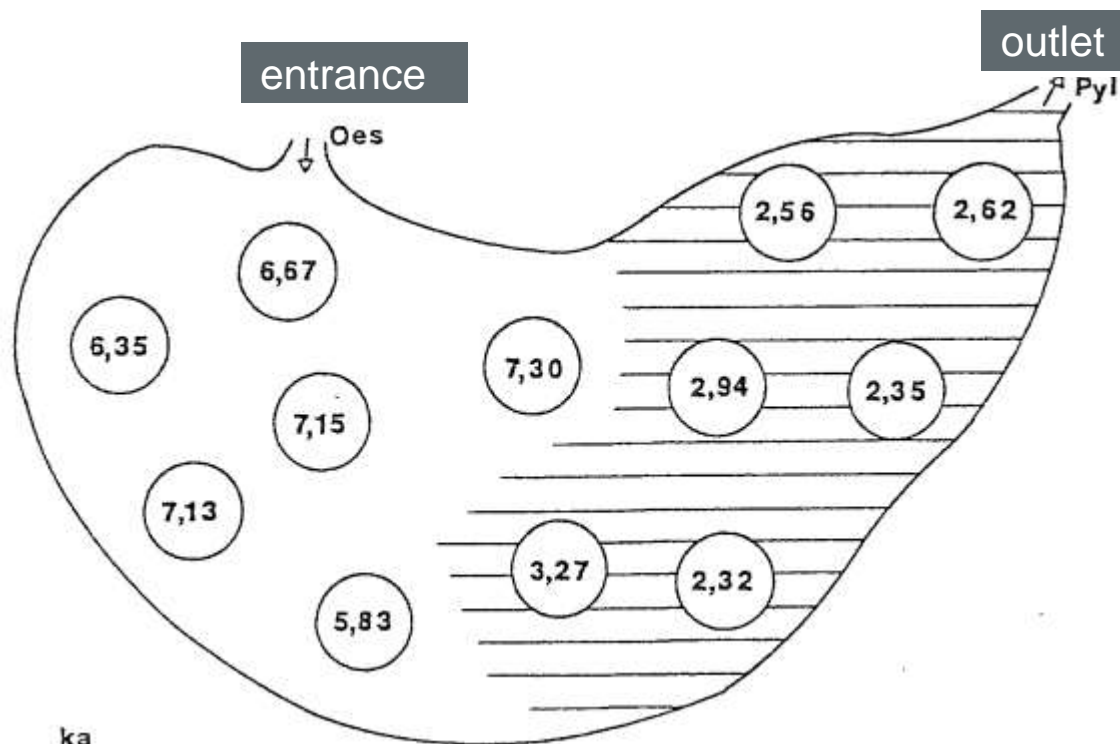 outlet
entrance
Pyl
Oes
2,56
2,62
6,67
6,35
7,30
2,94
2,35
7,15
7,13
3,27
2,32
5,83
ka